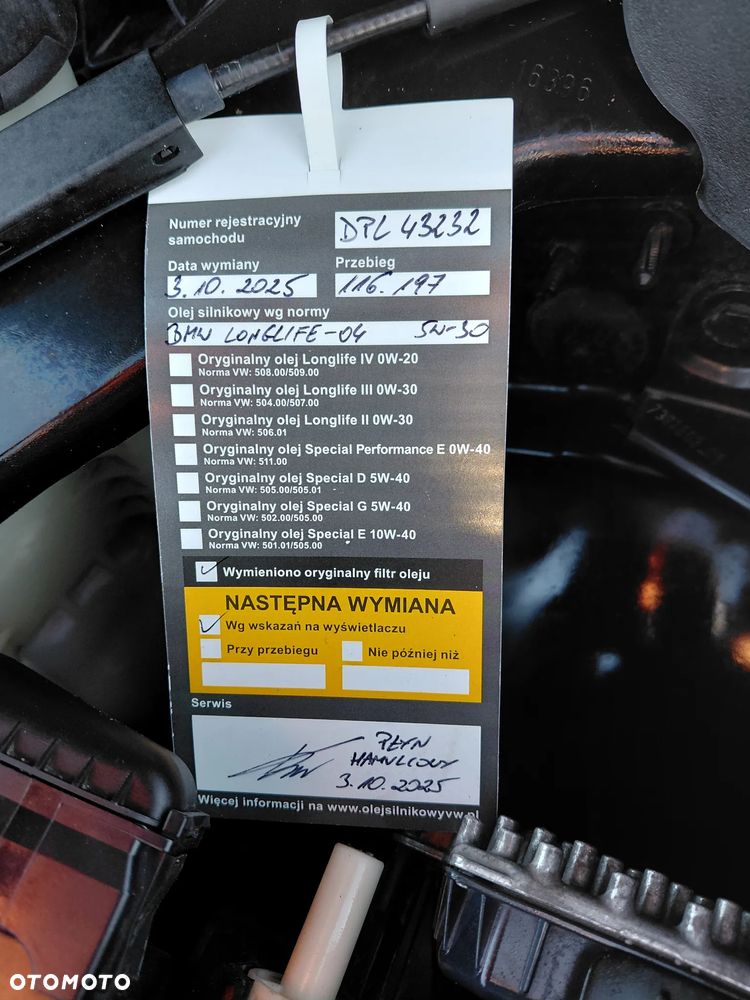 16396
Numer rejestracyjny
samochodu
DPL 43232
Data wymiany
Przebieg
3.10.2025
116.197
Olej silnikowy wg normy
BMW LONGLIFE-04 5W-30
Oryginalny olej Longlife IV 0W-20
Norma VW: 508.00/509.00
Oryginalny olej Longlife III 0W-30
Norma VW: 504.00/507.00
Oryginalny olej Longlife II 0W-30
Norma VW: 506.01
Oryginalny olej Special Performance E 0W-40
Norma VW: 511.00
Oryginalny olej Special D 5W-40
Norma VW: 505.00/505.01
Oryginalny olej Special G 5W-40
Norma VW: 502.00/505.00
Oryginalny olej Special E 10W-40
Norma VW: 501.01/505.00
Wymieniono oryginalny filtr oleju
NASTĘPNA WYMIANA
Wg wskazań na wyświetlaczu
Przy przebiegu
Nie później niż
Serwis
PŁYN
HAMULCOWY
3.10.2025
Więcej informacji na www.olejsilnikowyvw.pl
OTOMOTO